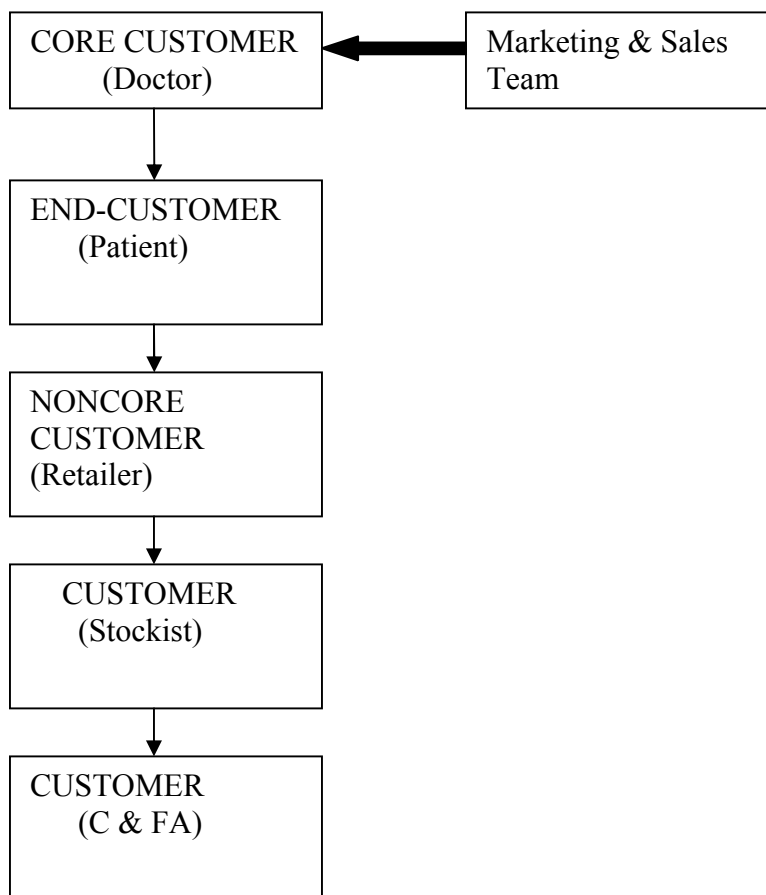 CORE CUSTOMER
(Doctor)
Marketing & Sales
Team
END-CUSTOMER
(Patient)
NONCORE
CUSTOMER
(Retailer)
CUSTOMER
(Stockist)
CUSTOMER
(C & FA)